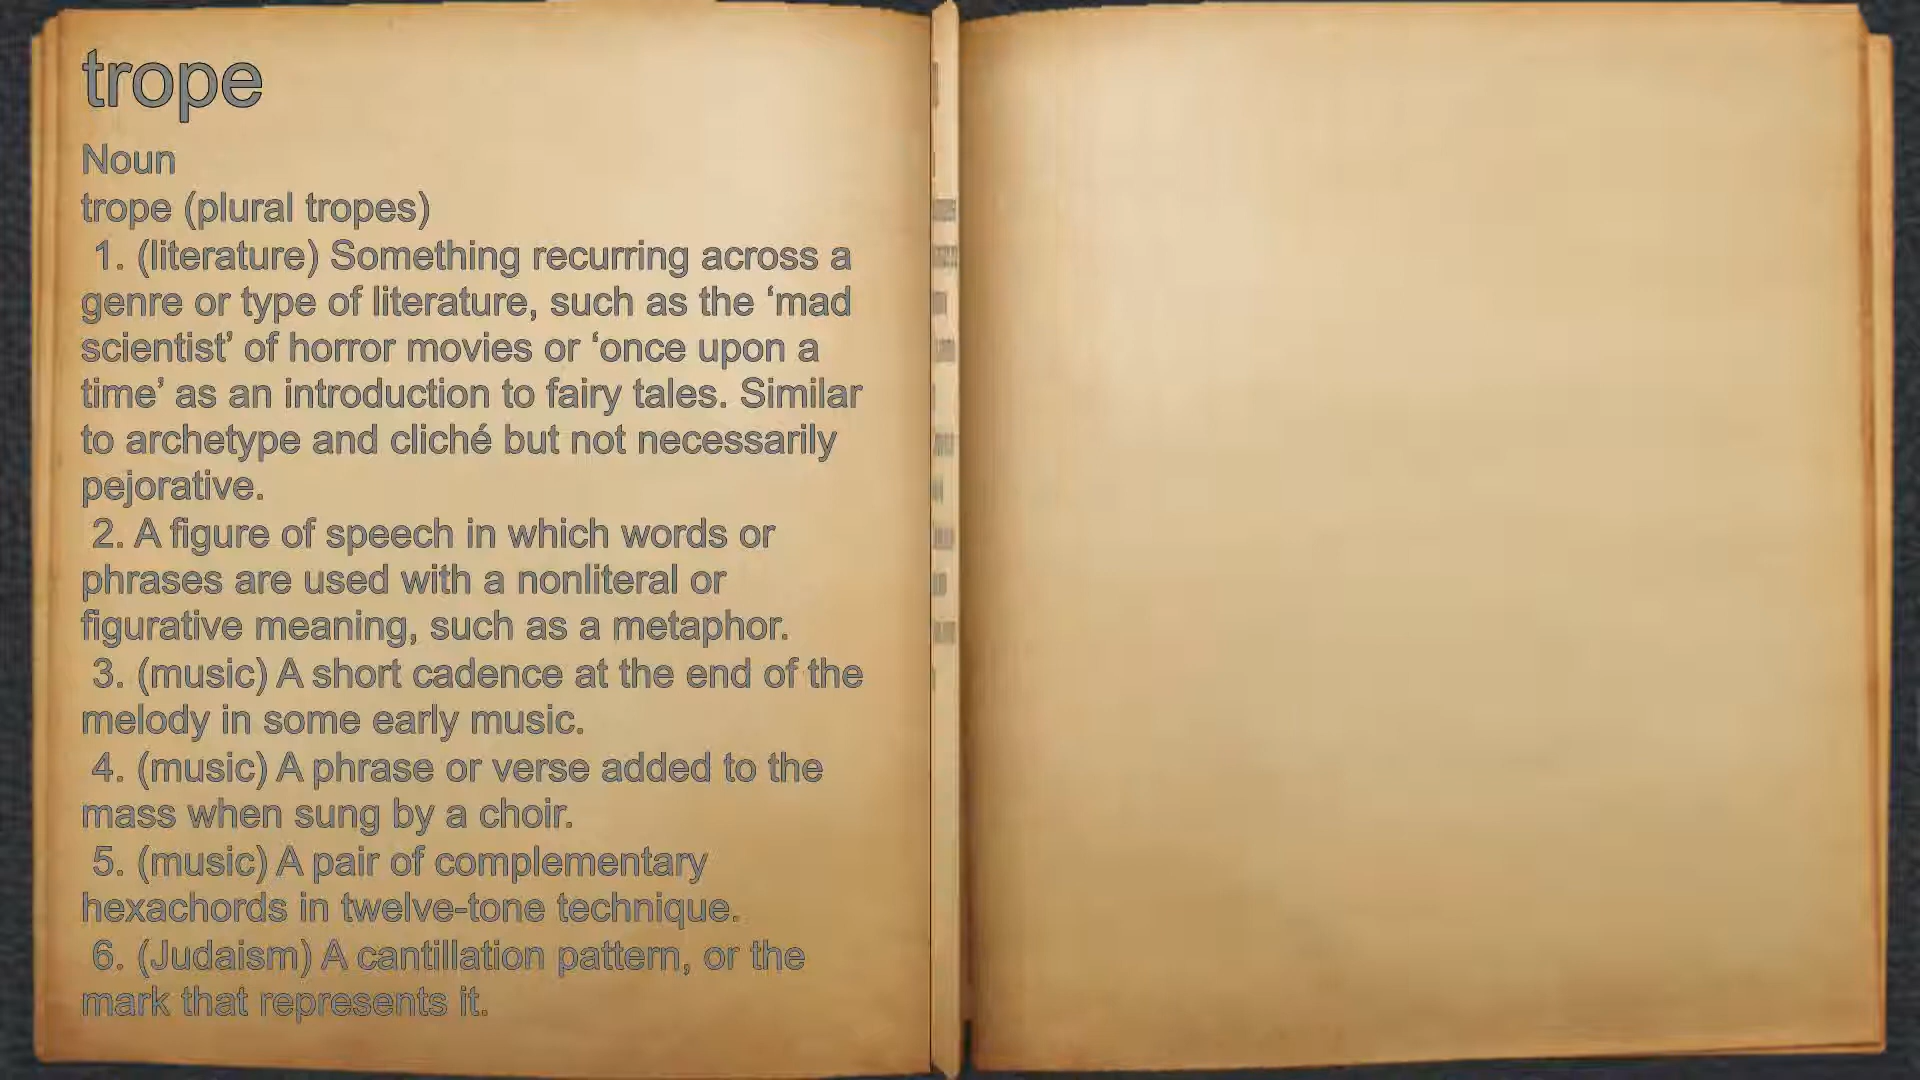 trope
Noun
trope (plural tropes)
1. (literature) Something recurring across a
genre or type of literature, such as the ‘mad
scientist’ of horror movies or ‘once upon a
time’ as an introduction to fairy tales. Similar
to archetype and cliché but not necessarily
pejorative.
2. A figure of speech in which words or
phrases are used with a nonliteral or
figurative meaning, such as a metaphor.
3. (music) A short cadence at the end of the
melody in some early music.
4. (music) A phrase or verse added to the
mass when sung by a choir.
5. (music) A pair of complementary
hexachords in twelve-tone technique.
6. (Judaism) A cantillation pattern, or the
mark that represents it.